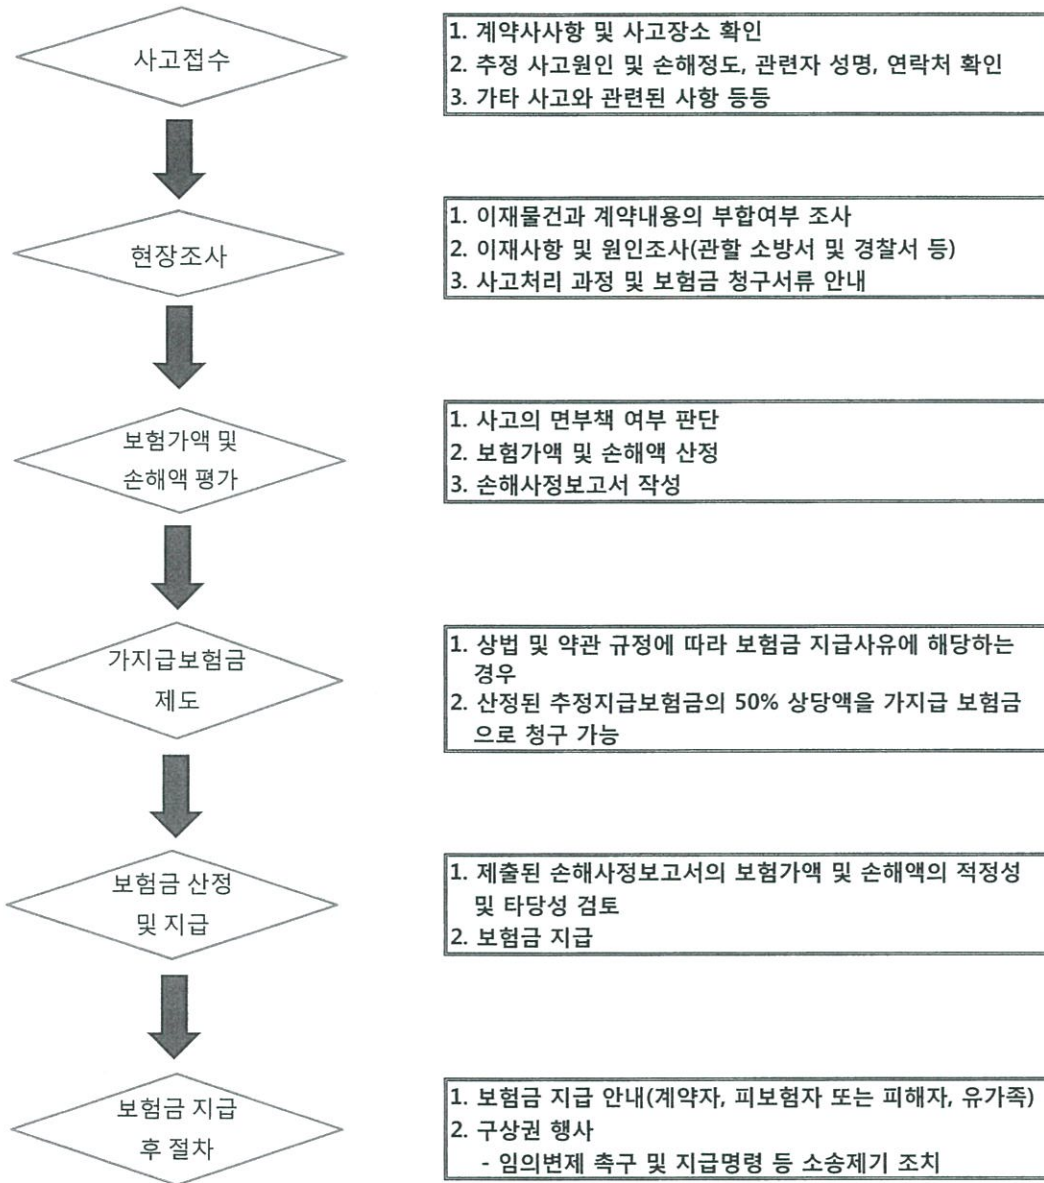 사고접수
1. 계약사사항 및 사고장소 확인
2. 추정 사고원인 및 손해정도, 관련자 성명, 연락처 확인
3. 가타 사고와 관련된 사항 등등
현장조사
1. 이재물건과 계약내용의 부합여부 조사
2. 이재사항 및 원인조사(관할 소방서 및 경찰서 등)
3. 사고처리 과정 및 보험금 청구서류 안내
보험가액 및
손해액 평가
1. 사고의 면부책 여부 판단
2. 보험가액 및 손해액 산정
3. 손해사정보고서 작성
가지급보험금
제도
1. 상법 및 약관 규정에 따라 보험금 지급사유에 해당하는
경우
2. 산정된 추정지급보험금의 50% 상당액을 가지급 보험금
으로 청구 가능
보험금 산정
및 지급
1. 제출된 손해사정보고서의 보험가액 및 손해액의 적정성
및 타당성 검토
2. 보험금 지급
보험금 지급
후 절차
1. 보험금 지급 안내(계약자, 피보험자 또는 피해자, 유가족)
2. 구상권 행사
- 임의변제 촉구 및 지급명령 등 소송제기 조치